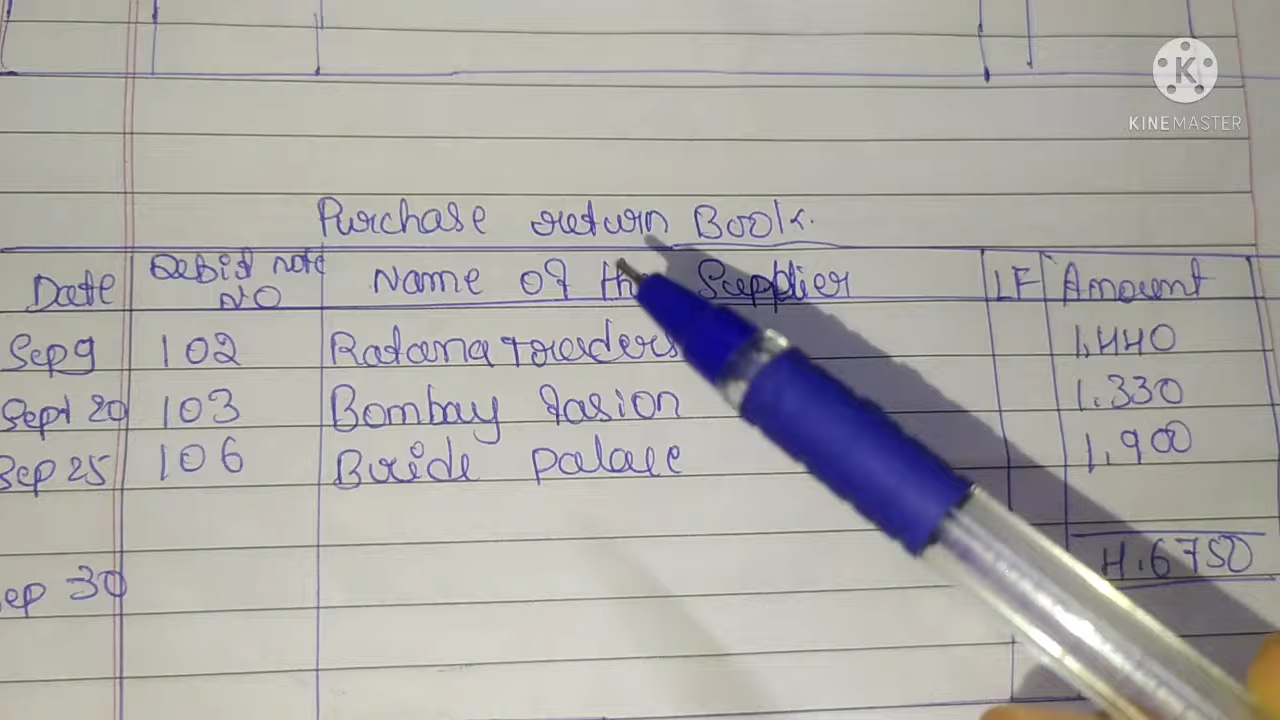 KINEMASTER
Purchase return Book.
Date Debit note NO Name of the Supplier LF Amount
Sep 9 102 Ratana Traders 1,440
Sept 20 103 Bombay fasion 1.330
Sep 25 106 Bride palace 1,900
ep 30 4.6750